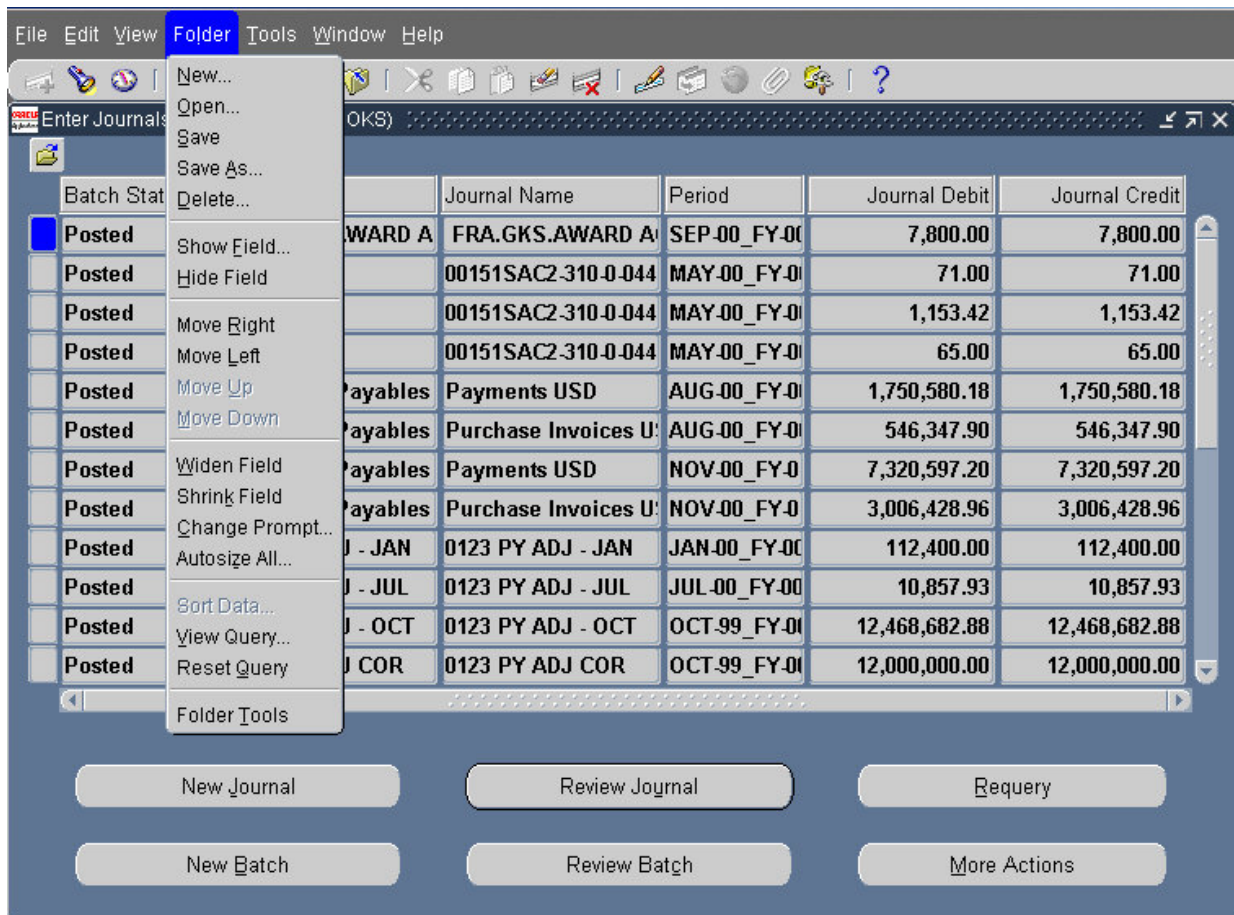 File Edit View Folder Tools Window Help
New...
Open...
Save
Save As...
Delete...
Show Field...
Hide Field
Move Right
Move Left
Move Up
Move Down
Widen Field
Shrink Field
Change Prompt...
Autosize All...
Sort Data...
View Query...
Reset Query
Folder Tools
ORACLE
Enter Journals OKS)
Batch Stat Journal Name Period Journal Debit Journal Credit
Posted WARD A FRA.GKS.AWARD A SEP-00_FY-00 7,800.00 7,800.00
Posted 00151SAC2-310-0-044 MAY-00_FY-0 71.00 71.00
Posted 00151SAC2-310-0-044 MAY-00_FY-0 1,153.42 1,153.42
Posted 00151SAC2-310-0-044 MAY-00_FY-0 65.00 65.00
Posted Payables Payments USD AUG-00_FY-0 1,750,580.18 1,750,580.18
Posted Payables Purchase Invoices U AUG-00_FY-0 546,347.90 546,347.90
Posted Payables Payments USD NOV-00_FY-0 7,320,597.20 7,320,597.20
Posted Payables Purchase Invoices U NOV-00_FY-0 3,006,428.96 3,006,428.96
Posted J - JAN 0123 PY ADJ - JAN JAN-00_FY-00 112,400.00 112,400.00
Posted J - JUL 0123 PY ADJ - JUL JUL-00_FY-00 10,857.93 10,857.93
Posted J - OCT 0123 PY ADJ - OCT OCT-99_FY-0 12,468,682.88 12,468,682.88
Posted J COR 0123 PY ADJ COR OCT-99_FY-0 12,000,000.00 12,000,000.00
New Journal Review Journal Requery
New Batch Review Batch More Actions